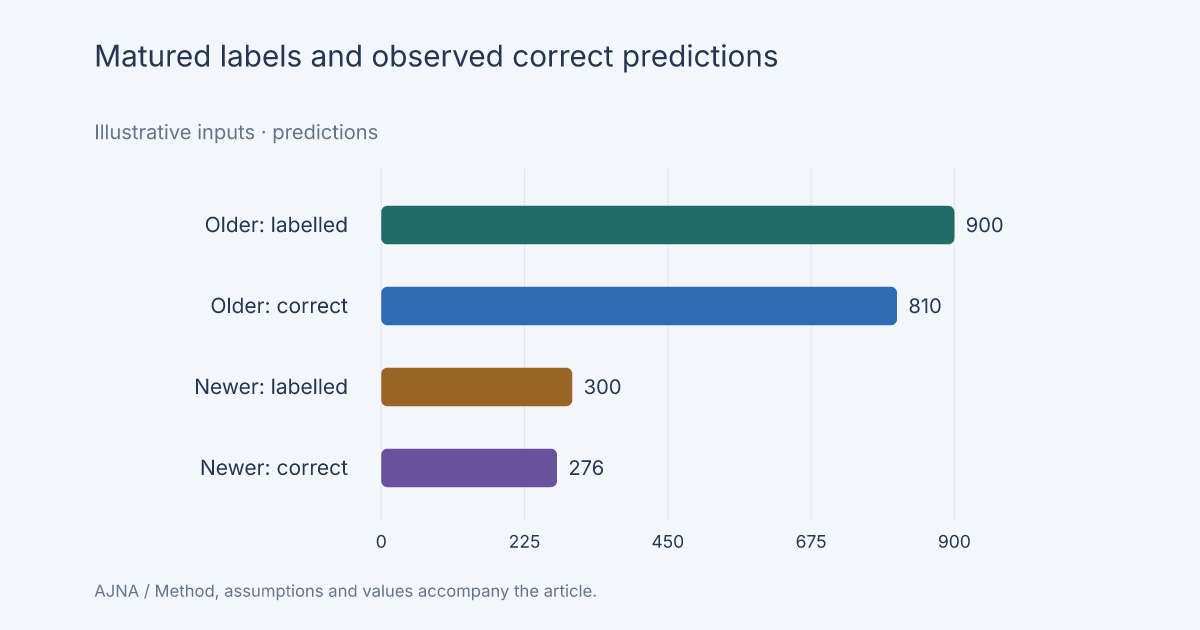 Matured labels and observed correct predictions
Illustrative inputs · predictions
Older: labelled
900
Older: correct
810
Newer: labelled
300
Newer: correct
276
0 225 450 675 900
AJNA / Method, assumptions and values accompany the article.